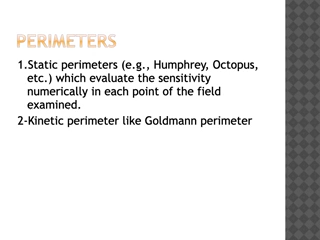 PERIMETERS
1.Static perimeters (e.g., Humphrey, Octopus,
etc.) which evaluate the sensitivity
numerically in each point of the field
examined.
2-Kinetic perimeter like Goldmann perimeter